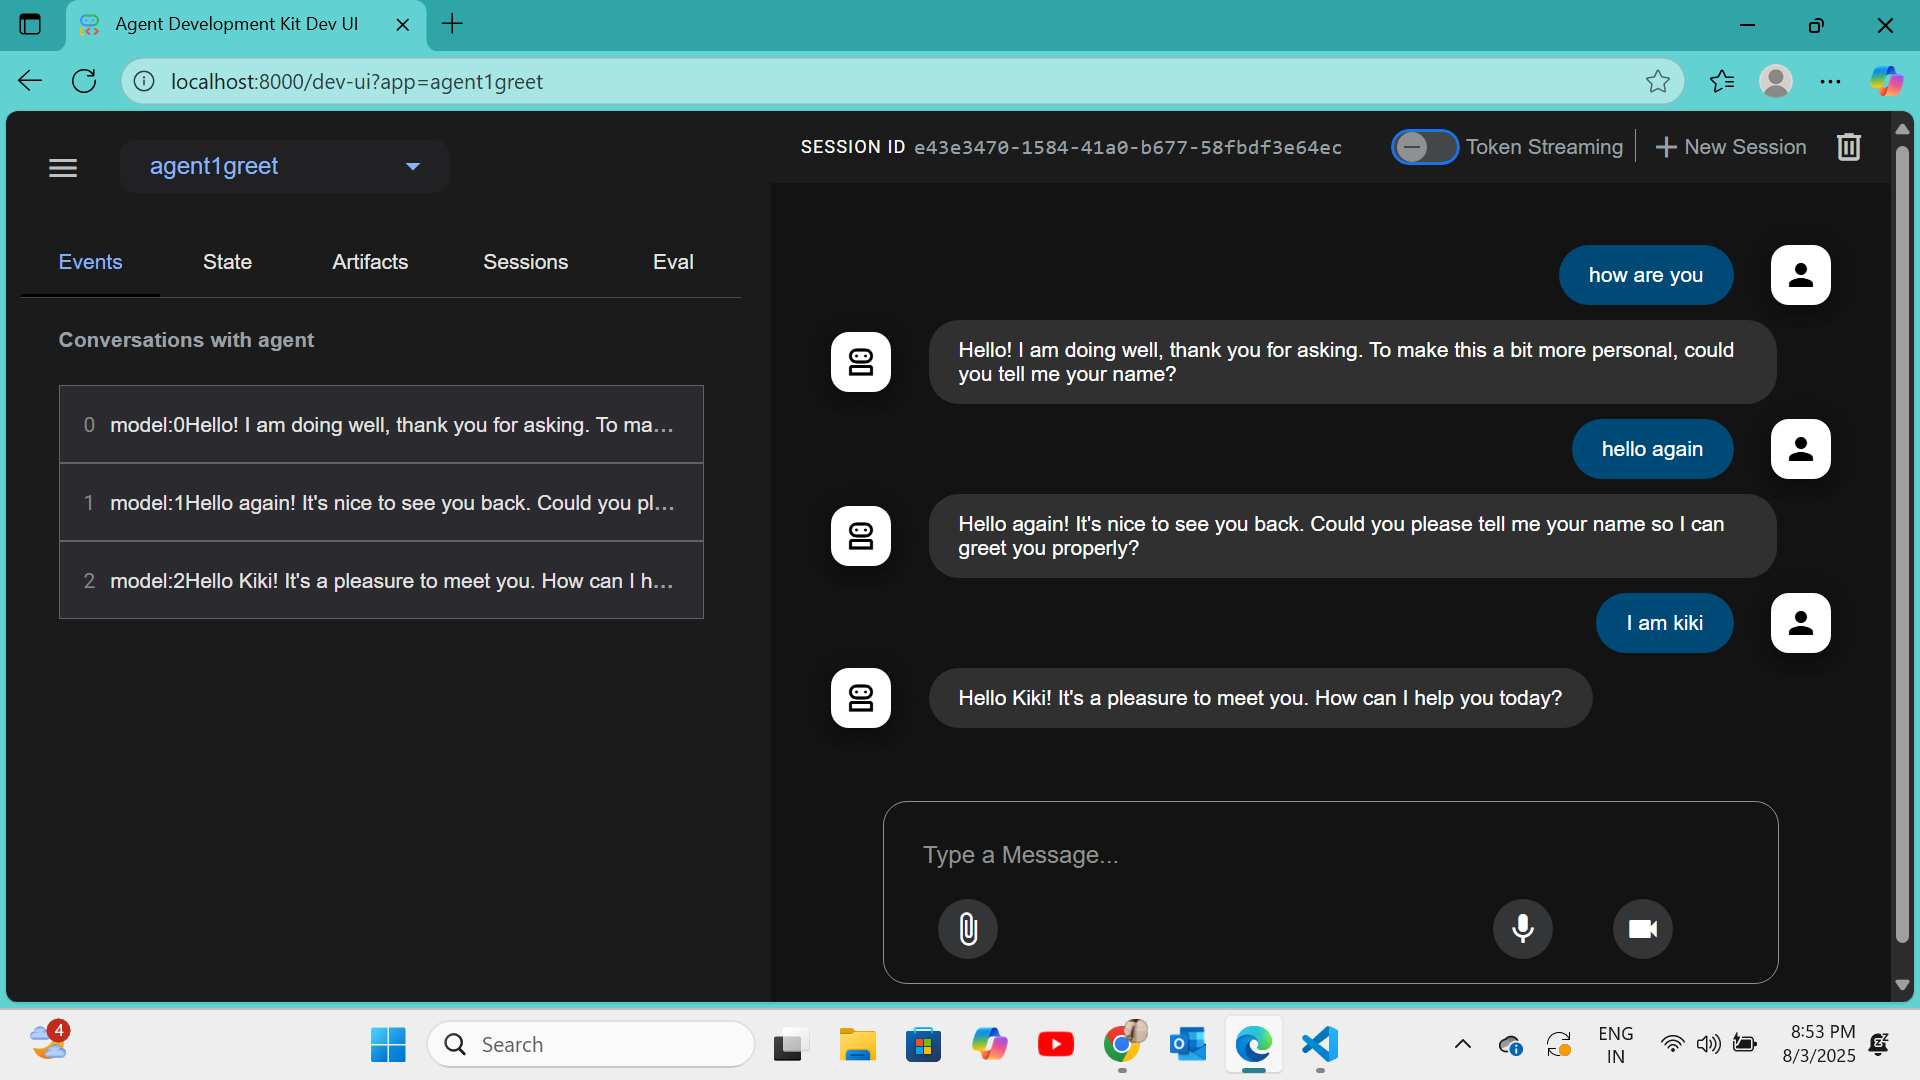 Agent Development Kit Dev UI
localhost:8000/dev-ui?app=agent1greet
agent1greet
SESSION ID e43e3470-1584-41a0-b677-58fbdf3e64ec
Token Streaming
New Session
Events State Artifacts Sessions Eval
Conversations with agent
0 model:0Hello! I am doing well, thank you for asking. To ma...
1 model:1Hello again! It's nice to see you back. Could you pl...
2 model:2Hello Kiki! It's a pleasure to meet you. How can I h...
how are you
Hello! I am doing well, thank you for asking. To make this a bit more personal, could
you tell me your name?
hello again
Hello again! It's nice to see you back. Could you please tell me your name so I can
greet you properly?
I am kiki
Hello Kiki! It's a pleasure to meet you. How can I help you today?
Type a Message...
4
Search
ENG
IN
8:53 PM
8/3/2025